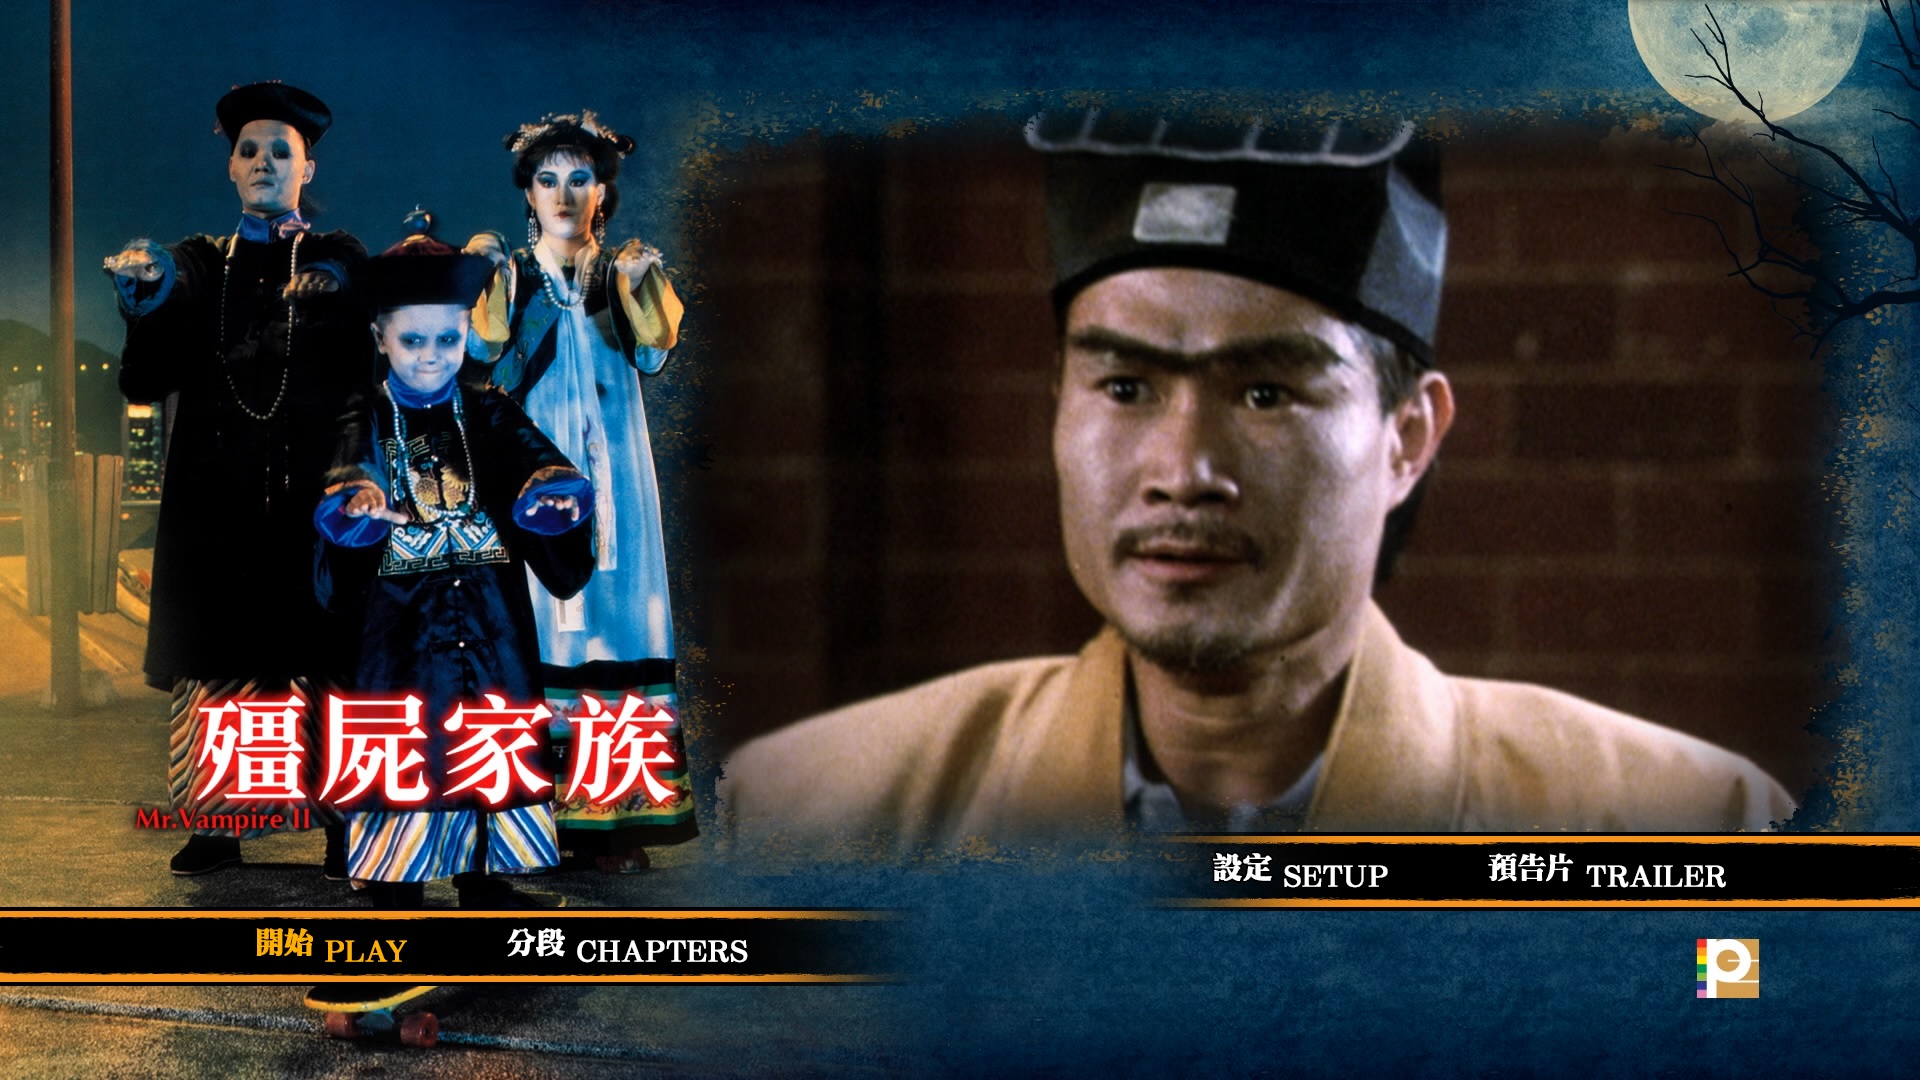 殭屍家族
Mr.Vampire II
設定 SETUP
預告片 TRAILER
開始 PLAY
分段 CHAPTERS